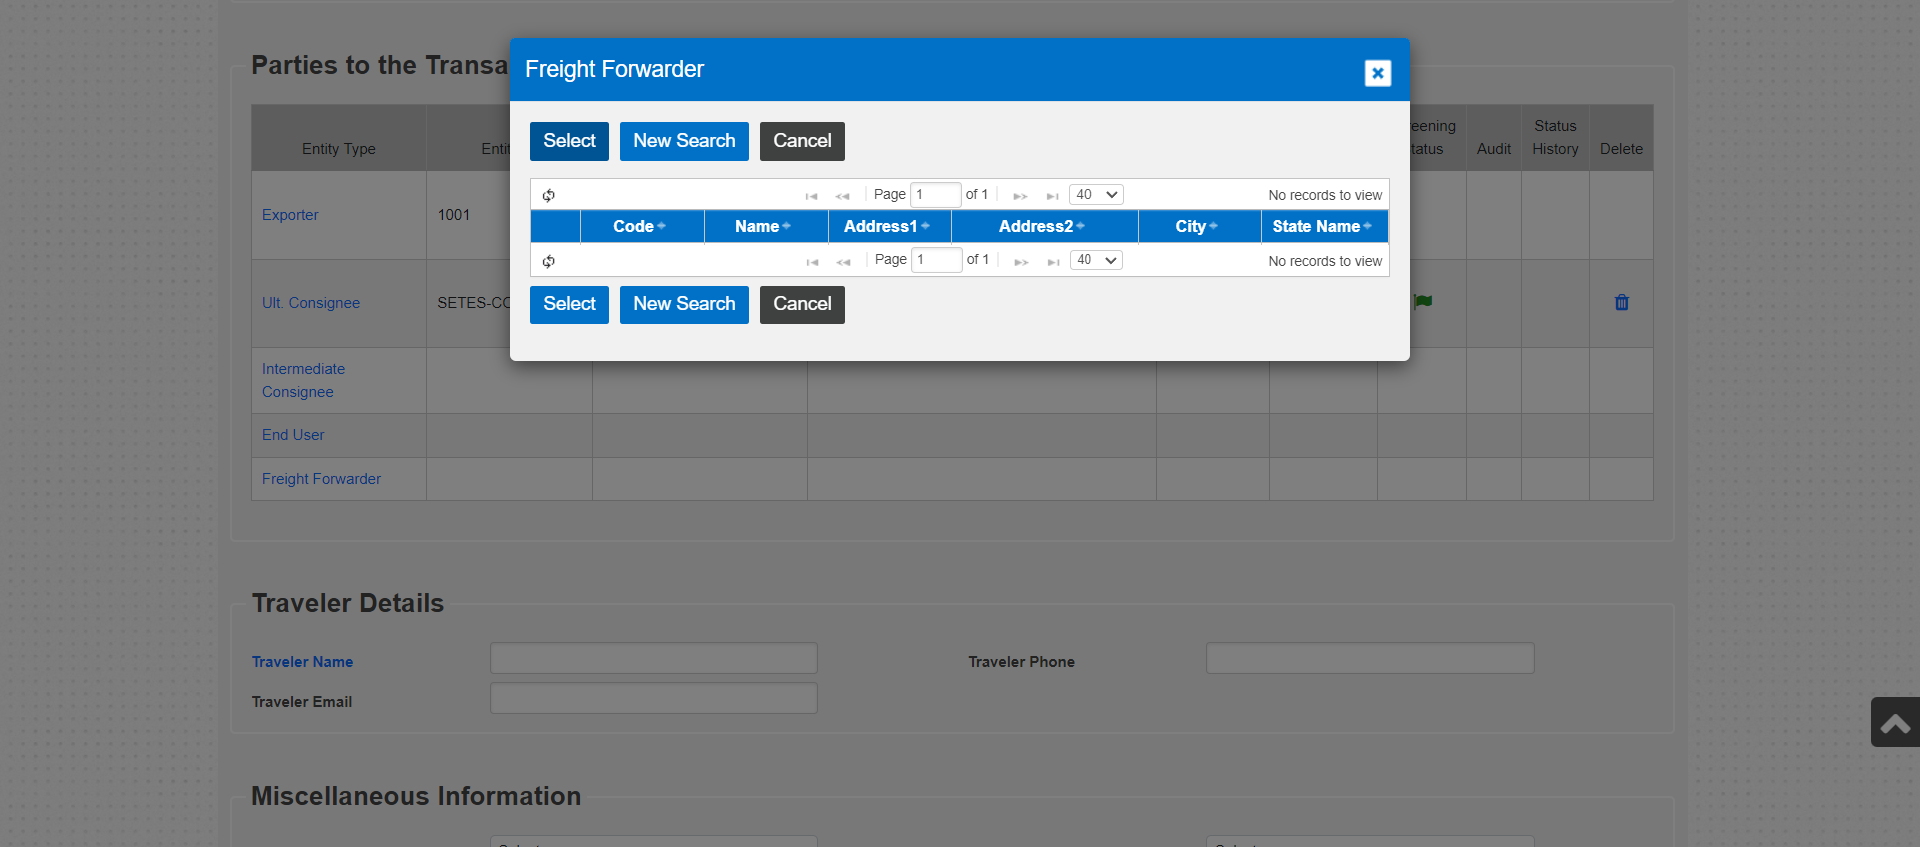 Parties to the Transa
Freight Forwarder
Select New Search Cancel
Page 1 of 1 40 No records to view
Code Name Address1 Address2 City State Name
Page 1 of 1 40 No records to view
Select New Search Cancel
Entity Type Entit reening tatus Audit Status History Delete
Exporter 1001
Ult. Consignee SETES-CO
Intermediate
Consignee
End User
Freight Forwarder
Traveler Details
Traveler Name Traveler Phone
Traveler Email
Miscellaneous Information